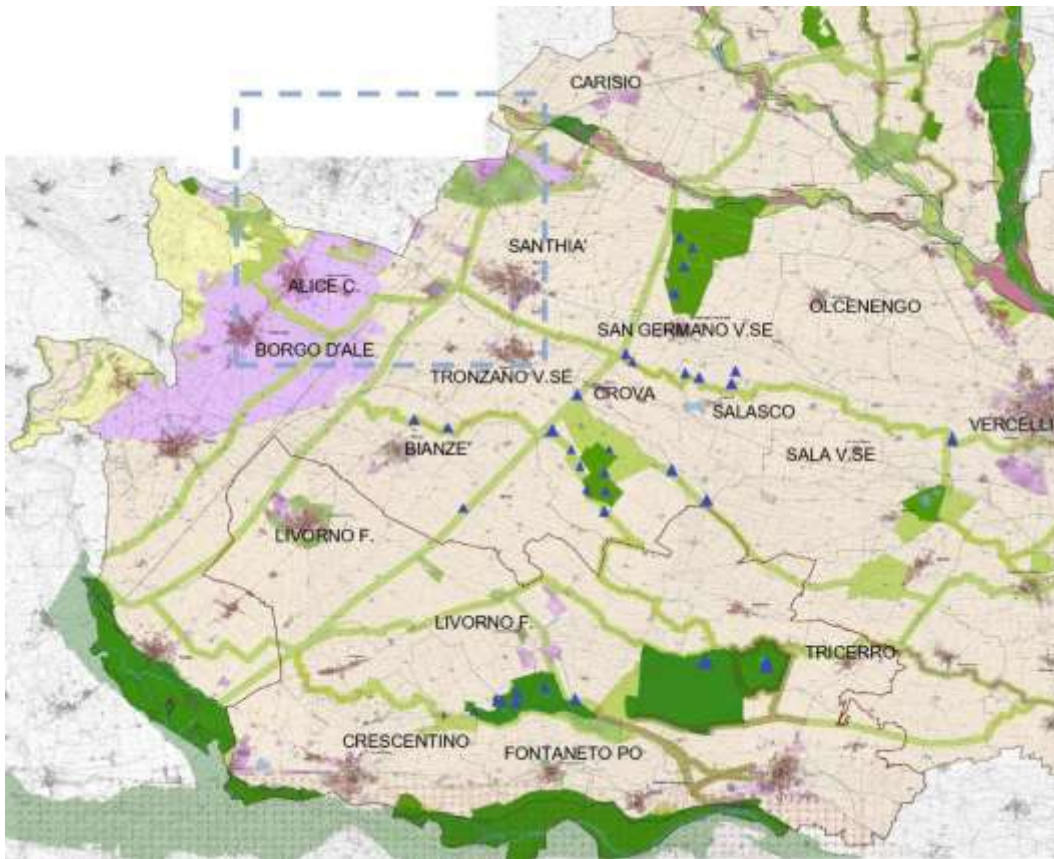 CARISIO
SANTHIA'
ALICE C.
OLCENENGO
SAN GERMANO V.SE
BORGO D'ALE
TRONZANO V.SE
CROVA
SALASCO
VERCELLI
BIANZE'
SALA V.SE
LIVORNO F.
LIVORNO F.
TRICERRO
CRESCENTINO
FONTANETO PO